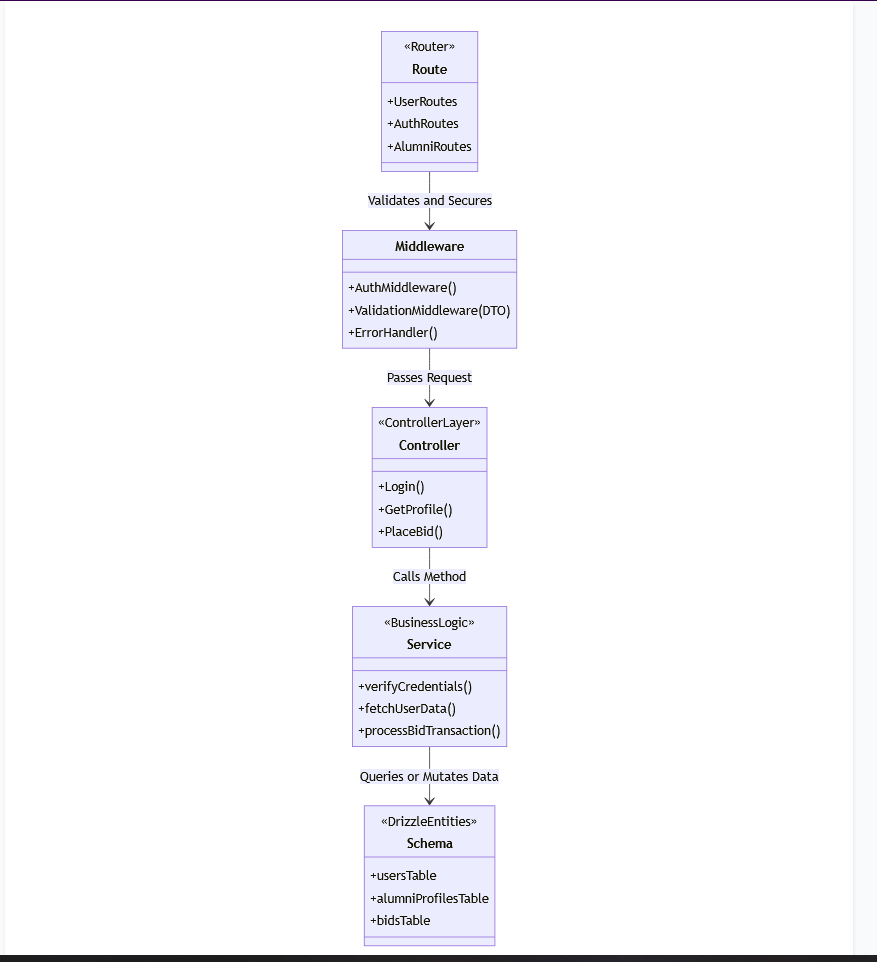 «Router»
Route
+UserRoutes
+AuthRoutes
+AlumniRoutes
Validates and Secures
Middleware
+AuthMiddleware()
+ValidationMiddleware(DTO)
+ErrorHandler()
Passes Request
«ControllerLayer»
Controller
+Login()
+GetProfile()
+PlaceBid()
Calls Method
«BusinessLogic»
Service
+verifyCredentials()
+fetchUserData()
+processBidTransaction()
Queries or Mutates Data
«DrizzleEntities»
Schema
+usersTable
+alumniProfilesTable
+bidsTable